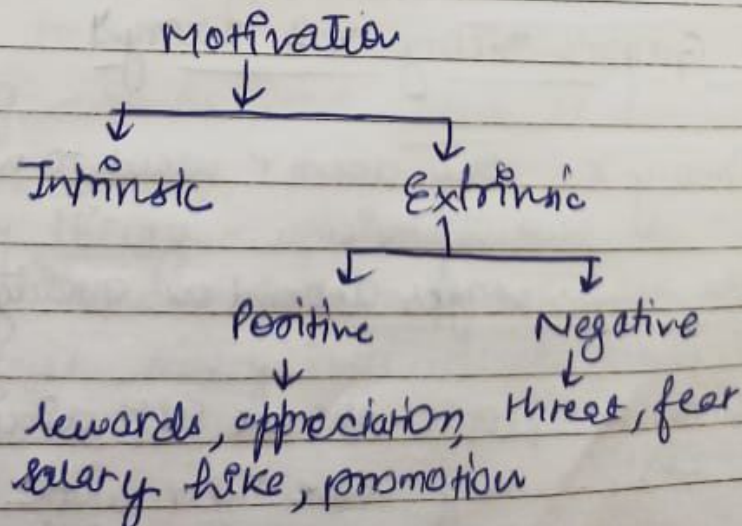 Motivation
Intrinsic Extrinsic
Positive Negative
rewards, appreciation, threat, fear
salary hike, promotion